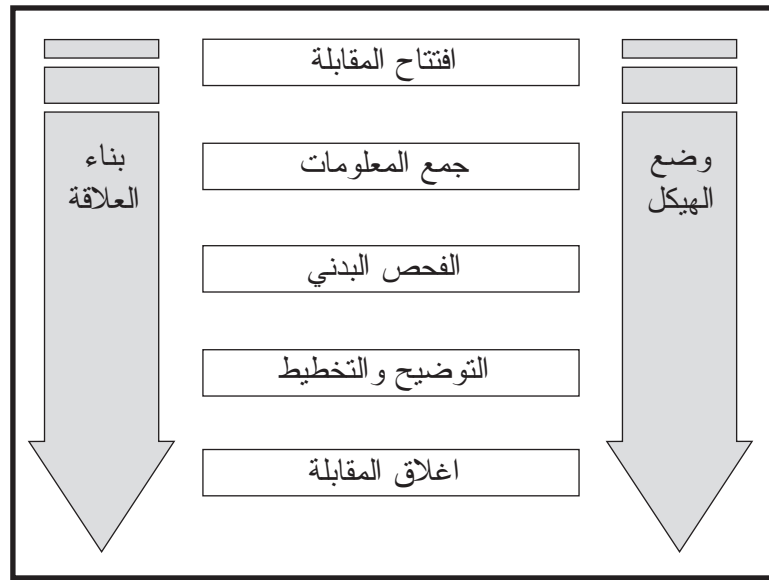 افتتاح المقابلة
وضع
الهيكل
جمع المعلومات
بناء
العلاقة
الفحص البدني
التوضيح والتخطيط
اغلاق المقابلة